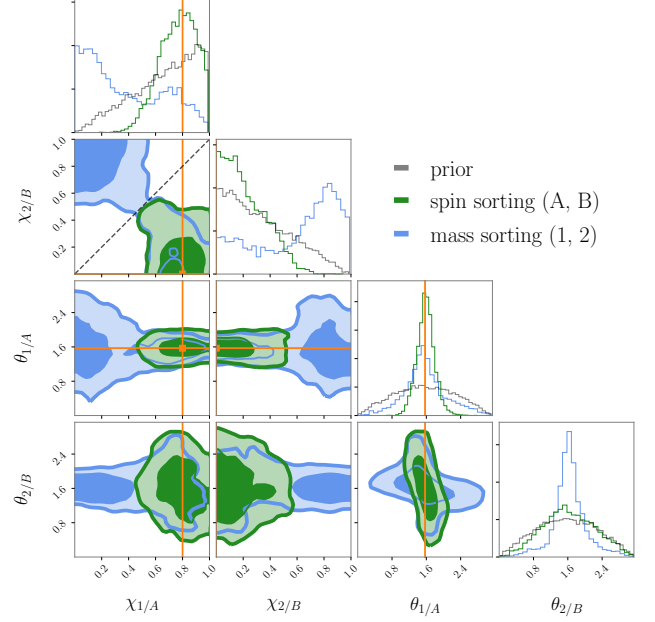 1.0
0.8
0.6
0.4
0.2
χ2/B
prior
spin sorting (A, B)
mass sorting (1, 2)
2.4
1.6
0.8
θ1/A
2.4
1.6
0.8
θ2/B
0.2 0.4 0.6 0.8 1.0 0.2 0.4 0.6 0.8 1.0 0.8 1.6 2.4 0.8 1.6 2.4
χ1/A χ2/B θ1/A θ2/B